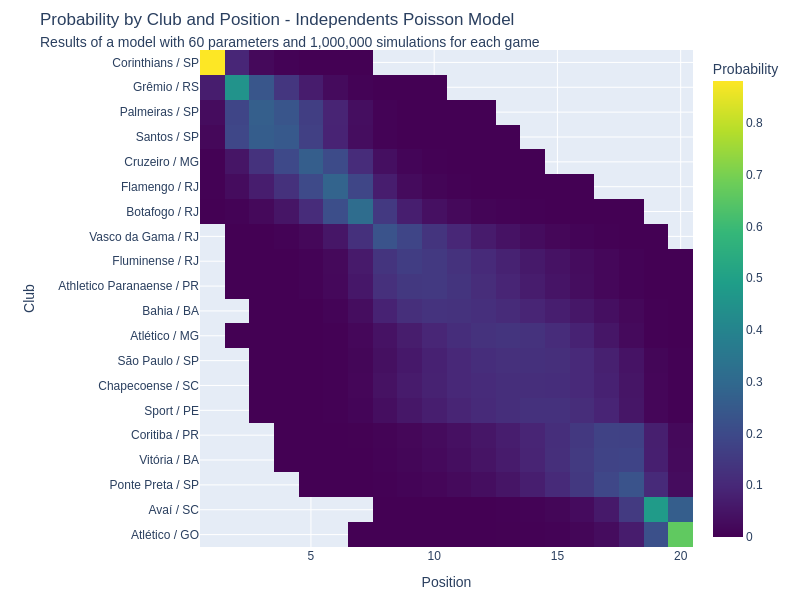 Probability by Club and Position - Independents Poisson Model
Results of a model with 60 parameters and 1,000,000 simulations for each game
Corinthians / SP
Grêmio / RS
Palmeiras / SP
Santos / SP
Cruzeiro / MG
Flamengo / RJ
Botafogo / RJ
Vasco da Gama / RJ
Fluminense / RJ
Athletico Paranaense / PR
Bahia / BA
Atlético / MG
São Paulo / SP
Chapecoense / SC
Sport / PE
Coritiba / PR
Vitória / BA
Ponte Preta / SP
Avaí / SC
Atlético / GO
Club
5
10
15
20
Position
Probability
0.8
0.7
0.6
0.5
0.4
0.3
0.2
0.1
0